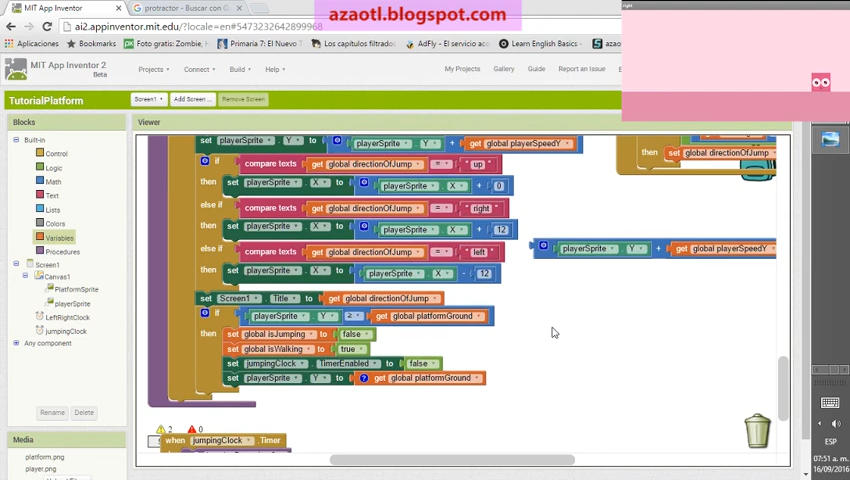 MIT App Inventor
protractor - Buscar con G
azaotl.blogspot.com
right
ai2.appinventor.mit.edu/?locale=en#5473232642899968
Aplicaciones
Foto gratis: Zombie, H
Primaria 7: El Nuevo T
Los capítulos filtrados
AdFly - El servicio ac
Learn English Basics
azaotl
MIT App Inventor 2
Beta
Projects
Connect
Build
Help
My Projects
Gallery
Guide
Report an Issue
TutorialPlatform
Screen1
Add Screen ...
Remove Screen
Blocks
Viewer
Built-in
Control
Logic
Math
Text
Lists
Colors
Variables
Procedures
Screen1
Canvas1
PlatformSprite
playerSprite
LeftRightClock
jumpingClock
Any component
Rename
Delete
Media
platform.png
player.png
set playerSprite . Y to playerSprite . Y + get global playerSpeedY
if compare texts get global directionOfJump = " up "
then set playerSprite . X to playerSprite . X + 0
else if compare texts get global directionOfJump = " right "
then set playerSprite . X to playerSprite . X + 12
else if compare texts get global directionOfJump = " left "
then set playerSprite . X to playerSprite . X - 12
set Screen1 . Title to get global directionOfJump
if playerSprite . Y ≥ get global platformGround
then set global isJumping to false
set global isWalking to true
set jumpingClock . TimerEnabled to false
set playerSprite . Y to ? get global platformGround
then set global directionOfJump
playerSprite Y + get global playerSpeedY
2 0
when jumpingClock .Timer
ESP
07:51 a. m.
16/09/2016